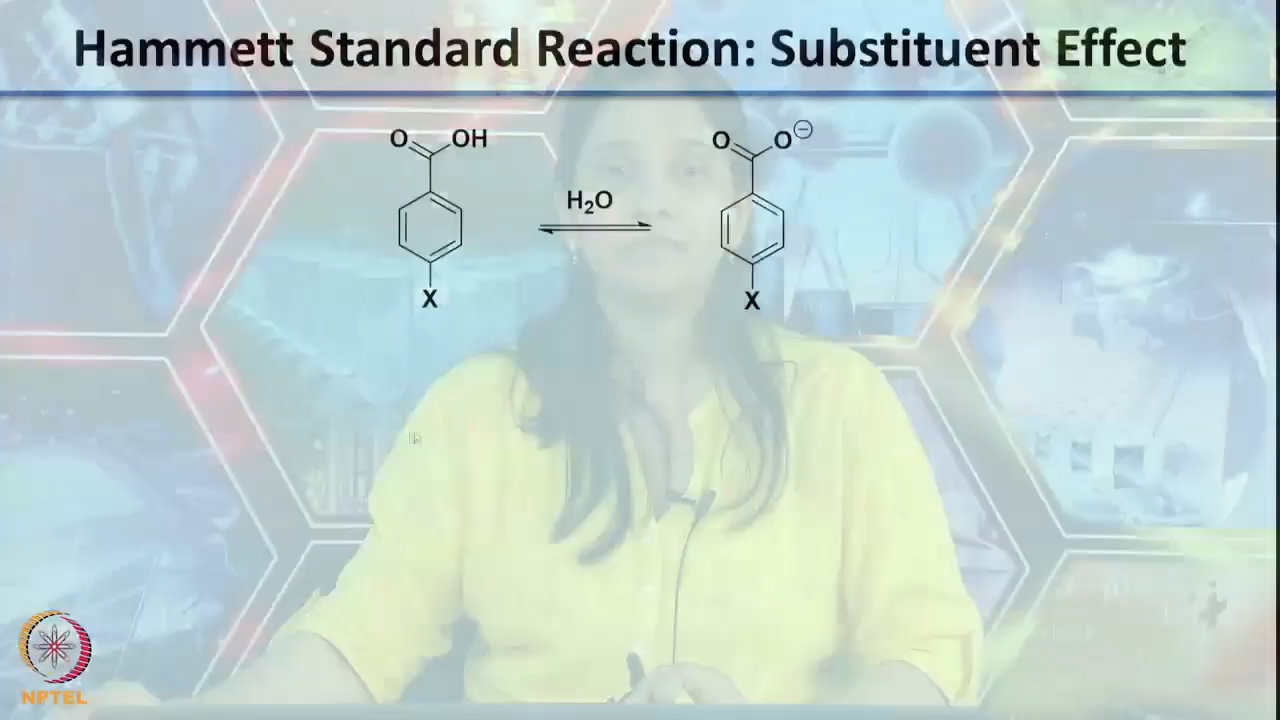 Hammett Standard Reaction: Substituent Effect
O OH
O O⊖
H₂O
X
X
NPTEL